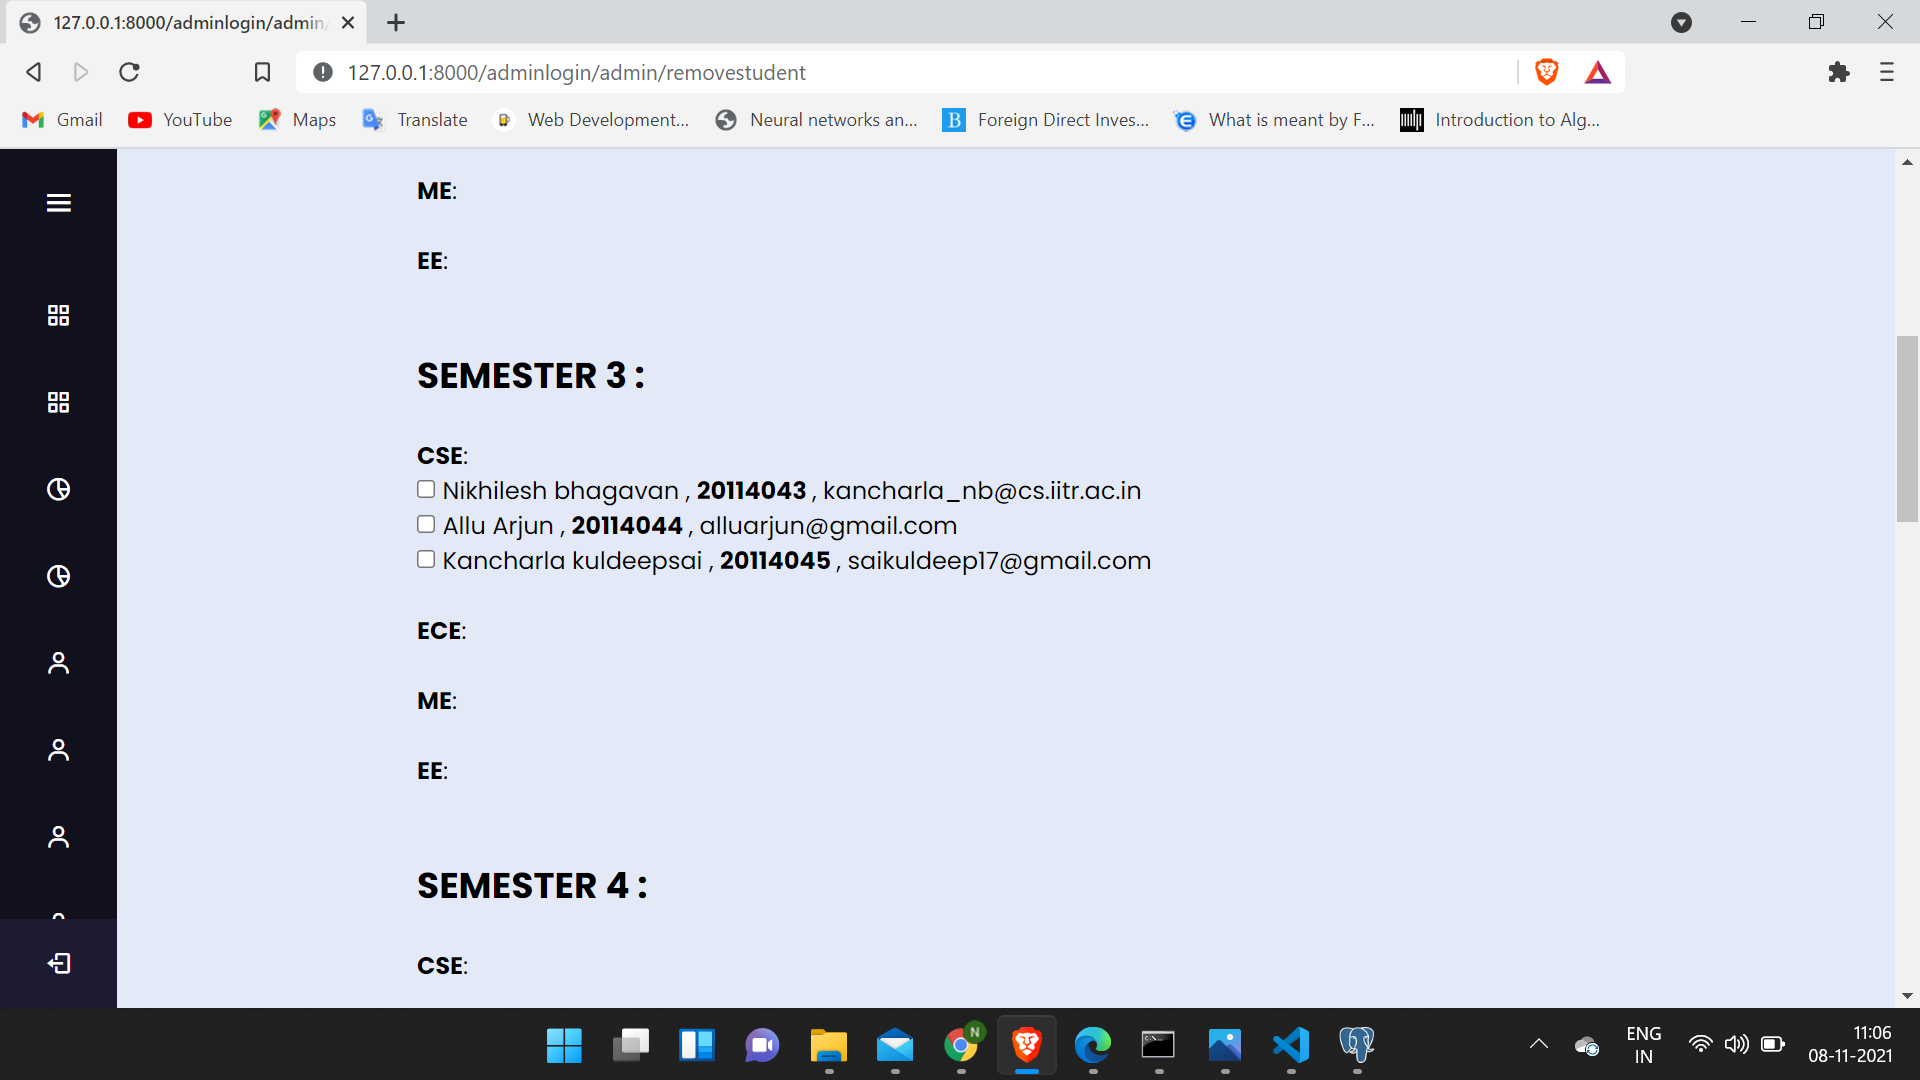 127.0.0.1:8000/adminlogin/admin/
127.0.0.1:8000/adminlogin/admin/removestudent
Gmail YouTube Maps Translate Web Development... Neural networks an... Foreign Direct Inves... What is meant by F... Introduction to Alg...
ME:
EE:
SEMESTER 3 :
CSE:
Nikhilesh bhagavan , 20114043 , kancharla_nb@cs.iitr.ac.in
Allu Arjun , 20114044 , alluarjun@gmail.com
Kancharla kuldeepsai , 20114045 , saikuldeep17@gmail.com
ECE:
ME:
EE:
SEMESTER 4 :
CSE:
N
ENG
IN
11:06
08-11-2021